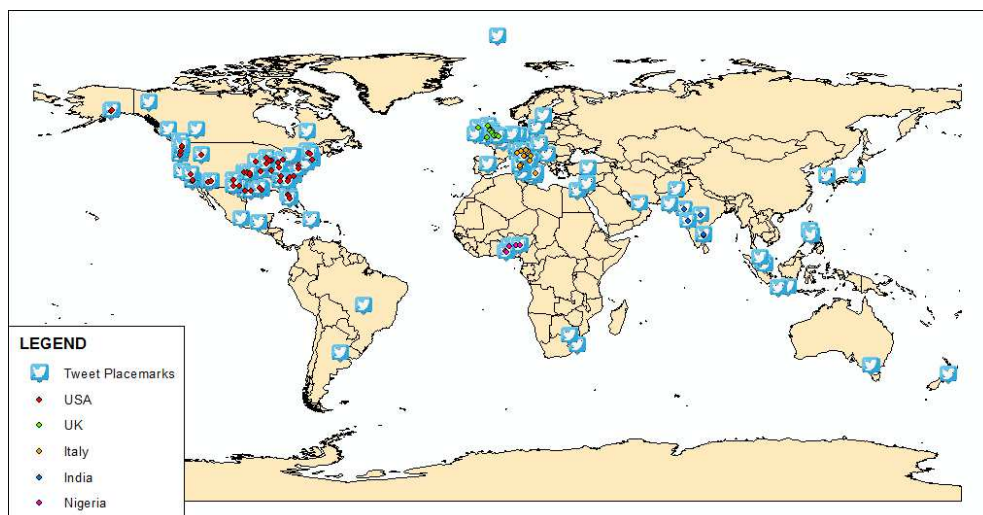 LEGEND
Tweet Placemarks
USA
UK
Italy
India
Nigeria